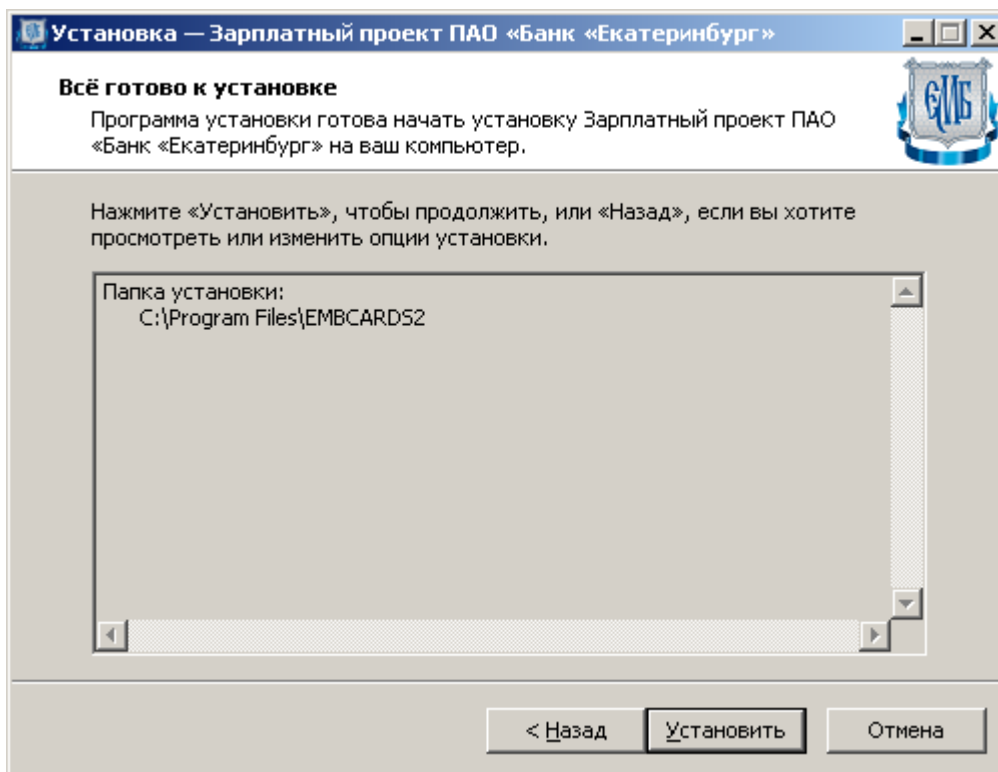 Установка — Зарплатный проект ПАО «Банк «Екатеринбург»
Всё готово к установке
Программа установки готова начать установку Зарплатный проект ПАО
«Банк «Екатеринбург» на ваш компьютер.
ЕМБ
Нажмите «Установить», чтобы продолжить, или «Назад», если вы хотите
просмотреть или изменить опции установки.
Папка установки:
C:\Program Files\EMBCARDS2
< Назад
Установить
Отмена